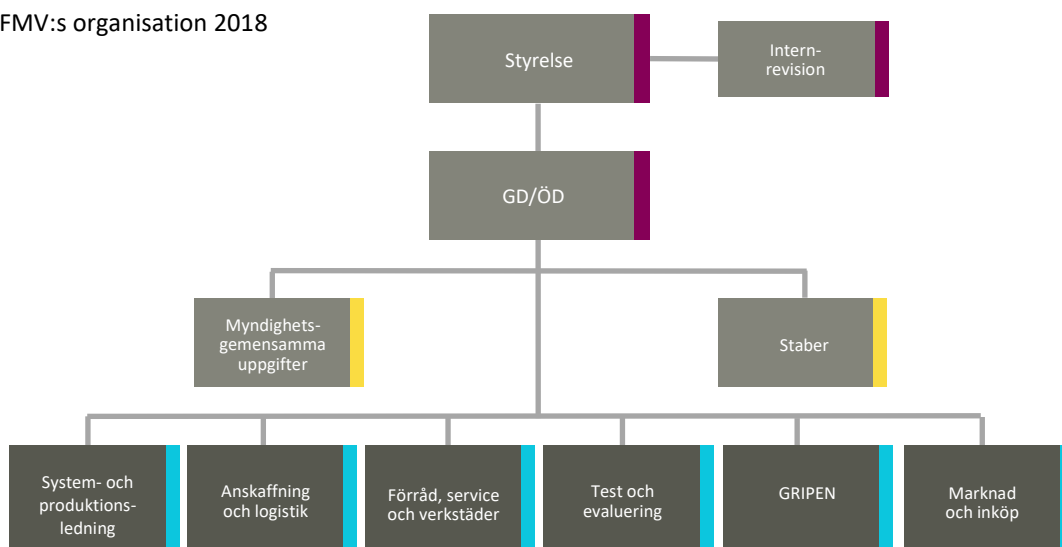 FMV:s organisation 2018
Styrelse
Intern-
revision
GD/ÖD
Myndighets-
gemensamma
uppgifter
Staber
System- och
produktions-
ledning
Anskaffning
och logistik
Förråd, service
och verkstäder
Test och
evaluering
GRIPEN
Marknad
och inköp